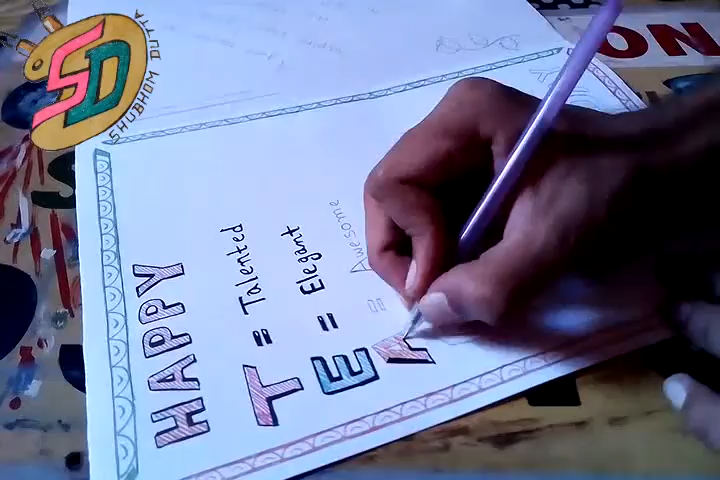 SD
SHUBHOM DUTTA
ON
HAPPY
T = Talented
E = Elegant
A = Awesome